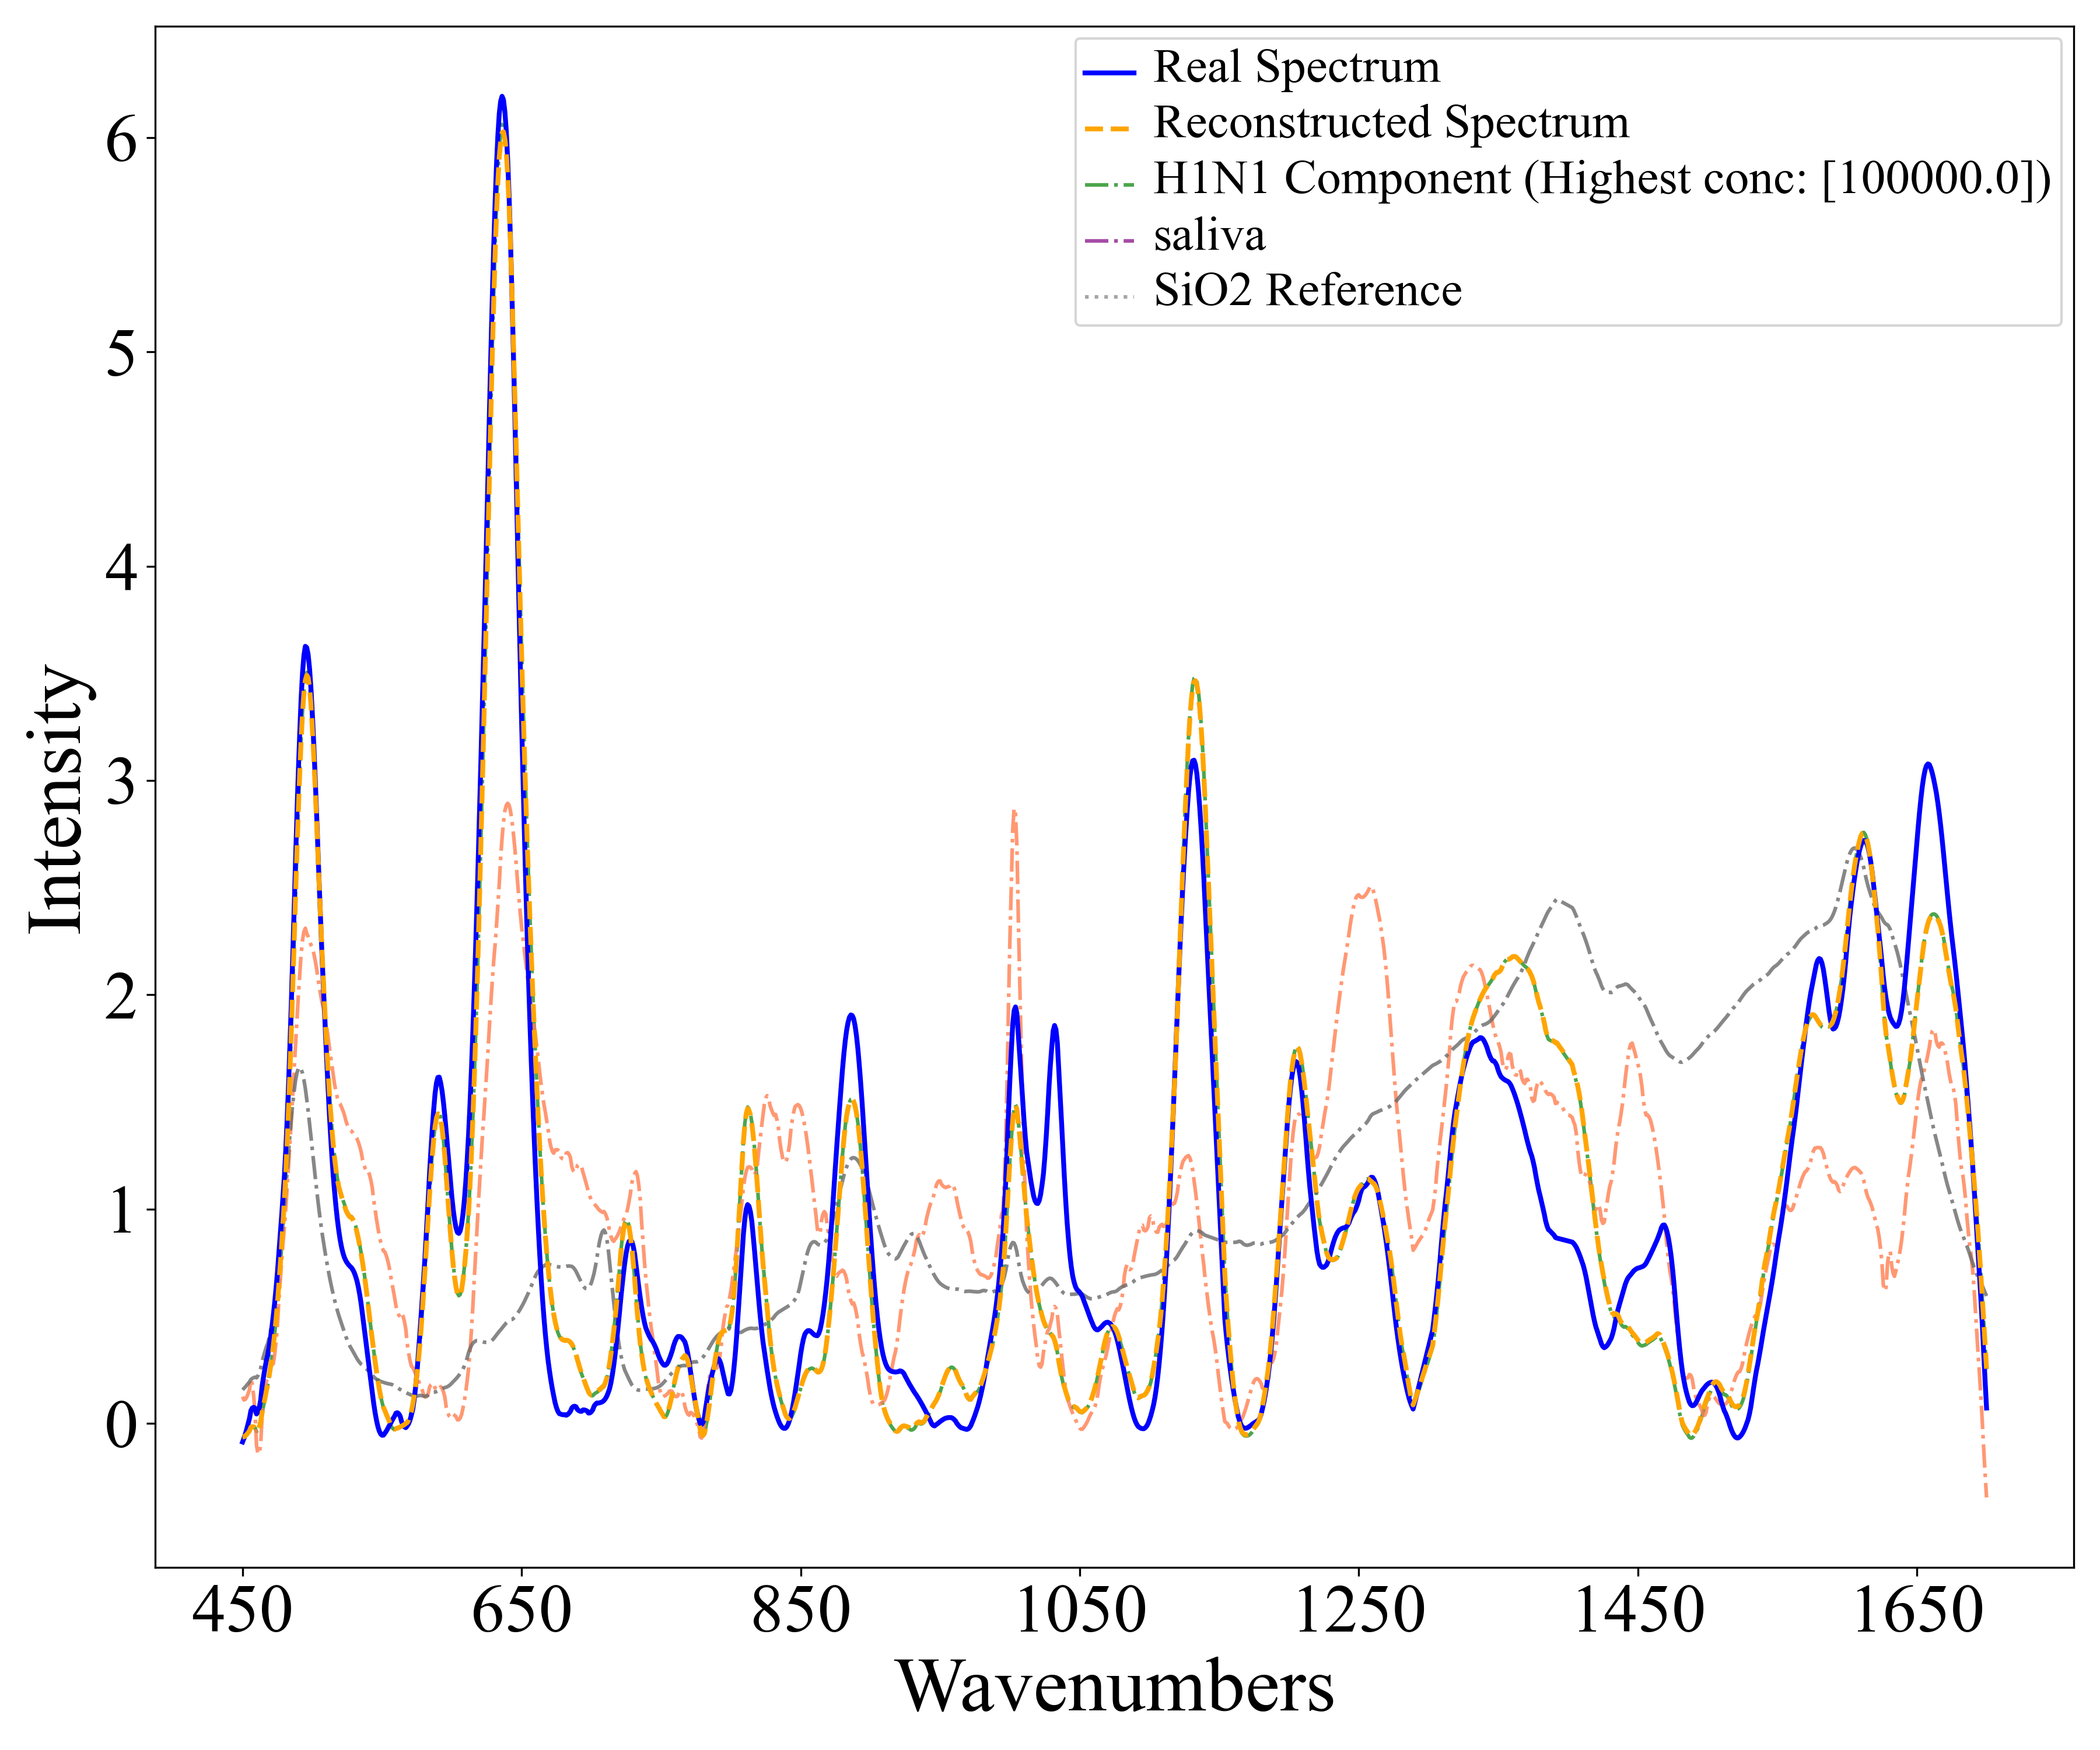 Real Spectrum
Reconstructed Spectrum
H1N1 Component (Highest conc: [100000.0])
saliva
SiO2 Reference
Intensity
6
5
4
3
2
1
0
450 650 850 1050 1250 1450 1650
Wavenumbers